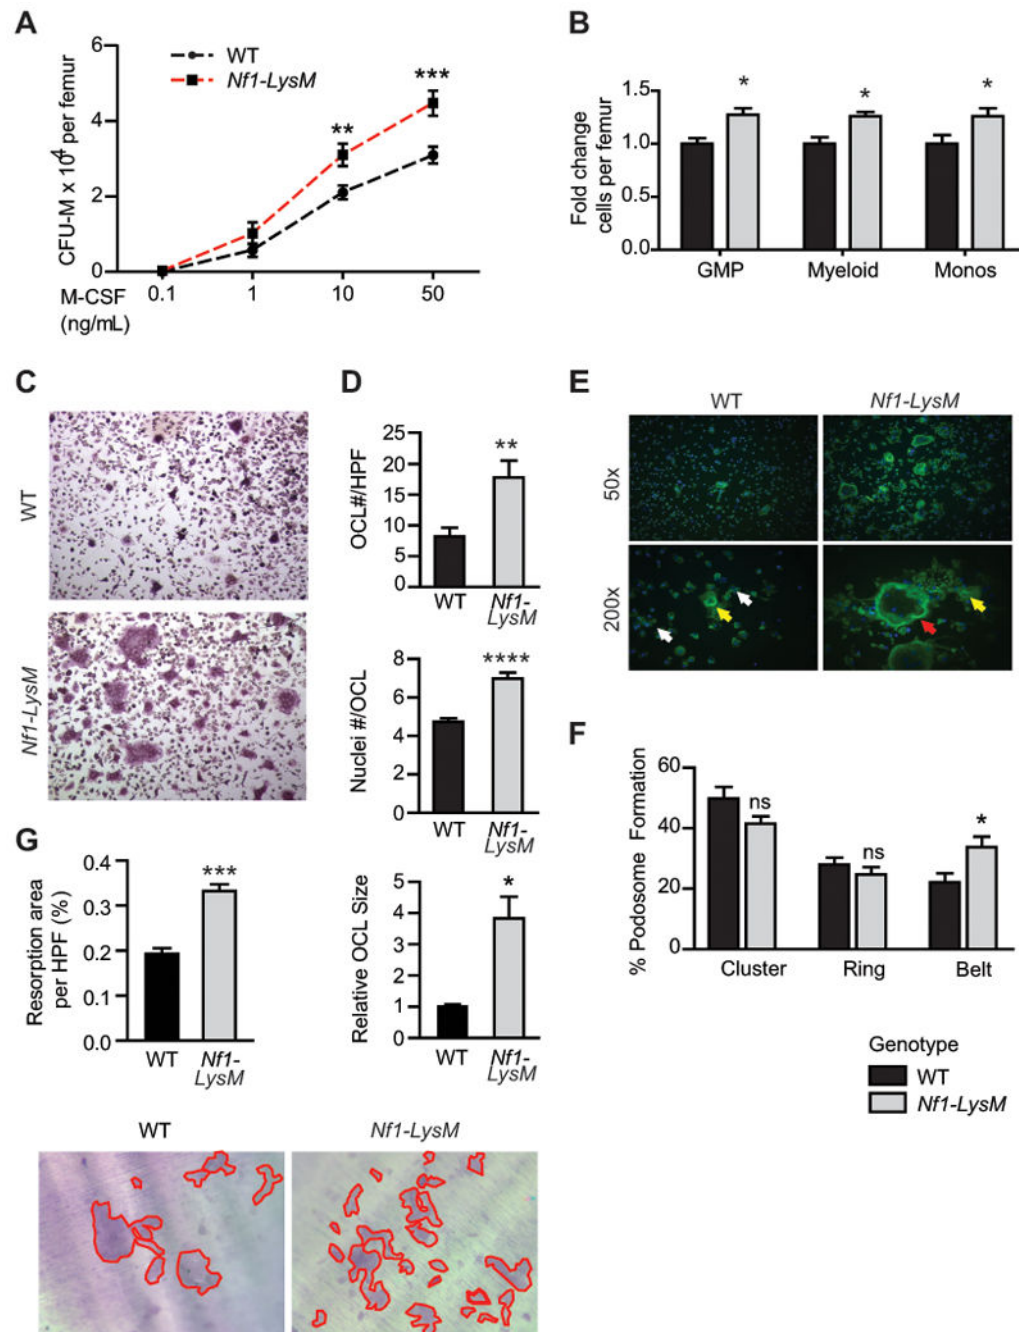 A
6
4
2
0
CFU-M x 10⁴ per femur
WT
Nf1-LysM
**
***
0.1 1 10 50
M-CSF
(ng/mL)
B
1.5
1.0
0.5
0.0
Fold change
cells per femur
* * *
GMP Myeloid Monos
C
WT
Nf1-LysM
D
25
20
15
10
5
0
OCL#/HPF
**
WT Nf1-
LysM
8
6
4
2
0
Nuclei #/OCL
****
WT Nf1-
LysM
5
4
3
2
1
0
Relative OCL Size
*
WT Nf1-
LysM
E
WT Nf1-LysM
50x
200x
F
60
40
20
0
% Podosome Formation
ns
ns
*
Cluster Ring Belt
Genotype
WT
Nf1-LysM
G
0.4
0.3
0.2
0.1
0.0
Resorption area
per HPF (%)
***
WT Nf1-
LysM
WT Nf1-LysM